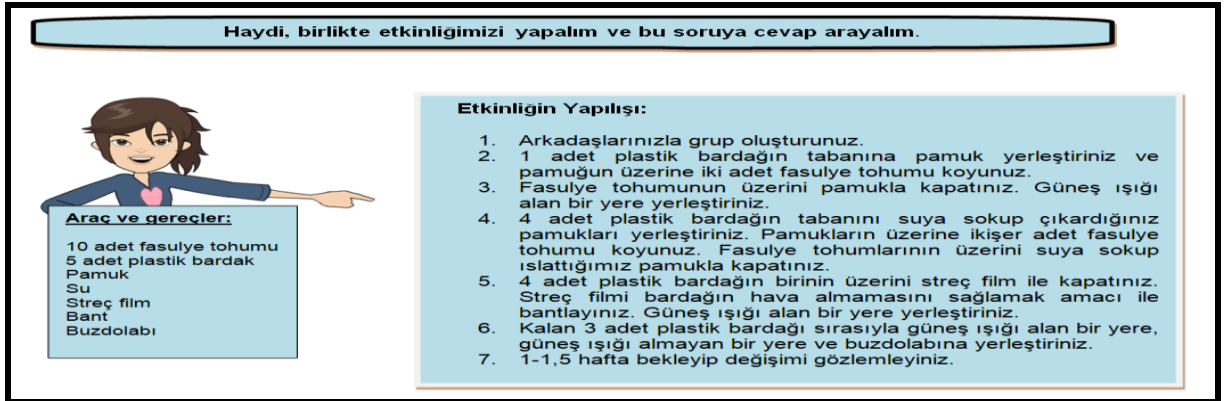 Haydi, birlikte etkinliğimizi yapalım ve bu soruya cevap arayalım.
Araç ve gereçler:
10 adet fasulye tohumu
5 adet plastik bardak
Pamuk
Su
Streç film
Bant
Buzdolabı
Etkinliğin Yapılışı:
1. Arkadaşlarınızla grup oluşturunuz.
2. 1 adet plastik bardağın tabanına pamuk yerleştiriniz ve
pamuğun üzerine iki adet fasulye tohumu koyunuz.
3. Fasulye tohumunun üzerini pamukla kapatınız. Güneş ışığı
alan bir yere yerleştiriniz.
4. 4 adet plastik bardağın tabanını suya sokup çıkardığınız
pamukları yerleştiriniz. Pamukların üzerine ikişer adet fasulye
tohumu koyunuz. Fasulye tohumlarının üzerini suya sokup
ıslattığımız pamukla kapatınız.
5. 4 adet plastik bardağın birinin üzerini streç film ile kapatınız.
Streç filmi bardağın hava almamasını sağlamak amacı ile
bantlayınız. Güneş ışığı alan bir yere yerleştiriniz.
6. Kalan 3 adet plastik bardağı sırasıyla güneş ışığı alan bir yere,
güneş ışığı almayan bir yere ve buzdolabına yerleştiriniz.
7. 1-1,5 hafta bekleyip değişimi gözlemleyiniz.